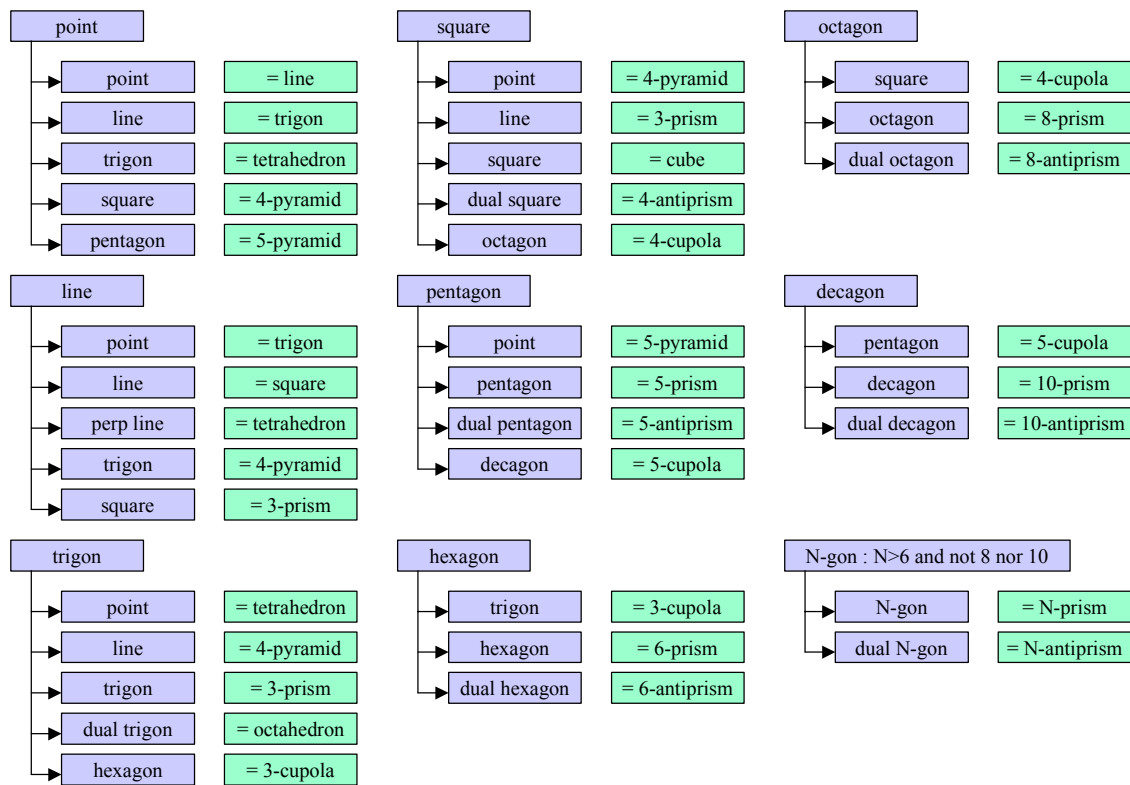 point
point = line
line = trigon
trigon = tetrahedron
square = 4-pyramid
pentagon = 5-pyramid
square
point = 4-pyramid
line = 3-prism
square = cube
dual square = 4-antiprism
octagon = 4-cupola
octagon
square = 4-cupola
octagon = 8-prism
dual octagon = 8-antiprism
line
point = trigon
line = square
perp line = tetrahedron
trigon = 4-pyramid
square = 3-prism
pentagon
point = 5-pyramid
pentagon = 5-prism
dual pentagon = 5-antiprism
decagon = 5-cupola
decagon
pentagon = 5-cupola
decagon = 10-prism
dual decagon = 10-antiprism
trigon
point = tetrahedron
line = 4-pyramid
trigon = 3-prism
dual trigon = octahedron
hexagon = 3-cupola
hexagon
trigon = 3-cupola
hexagon = 6-prism
dual hexagon = 6-antiprism
N-gon : N>6 and not 8 nor 10
N-gon = N-prism
dual N-gon = N-antiprism